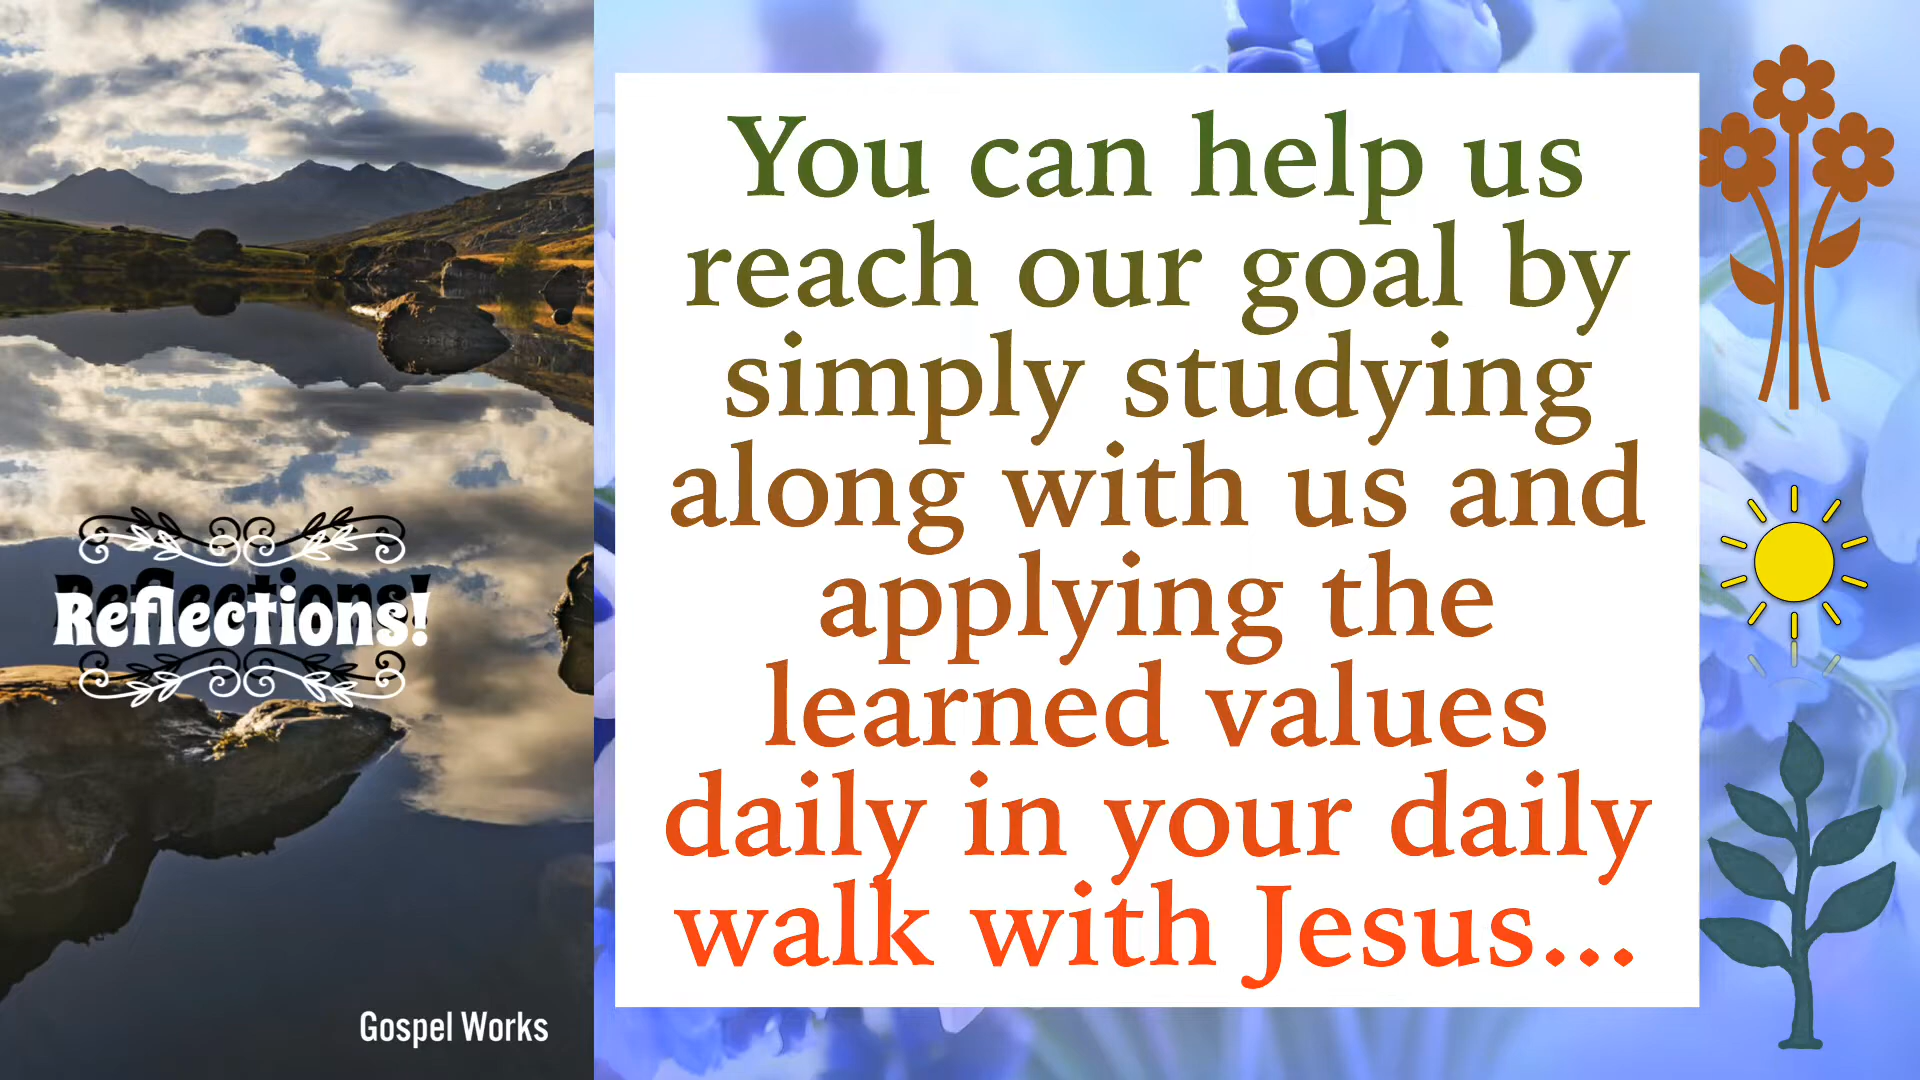 Reflections!
Gospel Works
You can help us
reach our goal by
simply studying
along with us and
applying the
learned values
daily in your daily
walk with Jesus...